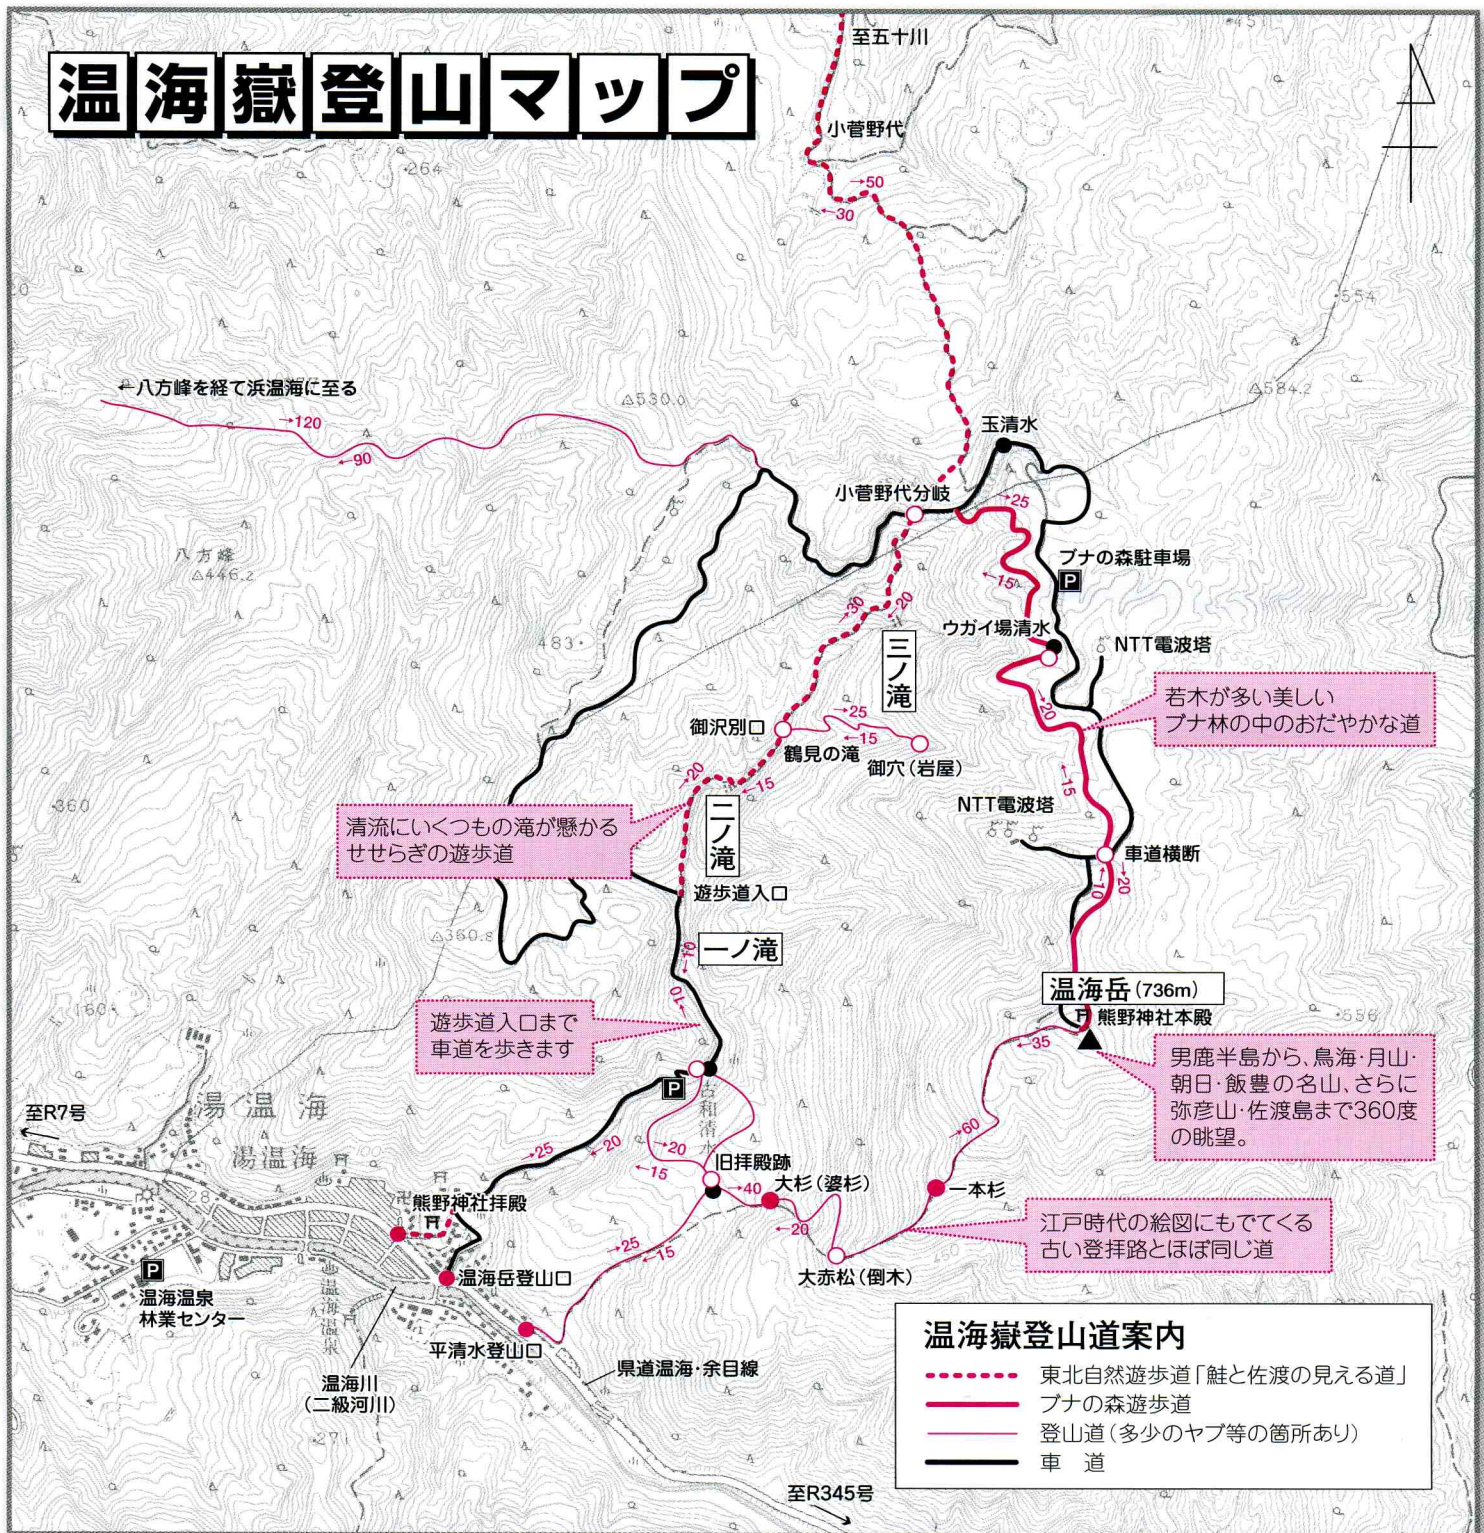 温海嶽登山マップ
至五十川
小菅野代
→50
←30
・451
・264
20
・554
←八方峰を経て浜温海に至る
→120
←90
△530.0
△584.2
玉清水
小菅野代分岐
→25
←15
八方峰
△446.2
ブナの森駐車場
P
→30
←20
ウガイ場清水
NTT電波塔
483・
三ノ滝
→20
若木が多い美しい
ブナ林の中のおだやかな道
御沢別口
→25
←15
鶴見の滝
御穴(岩屋)
→20
←15
←15
・360
清流にいくつもの滝が懸かる
せせらぎの遊歩道
二ノ滝
NTT電波塔
車道横断
←10
→20
遊歩道入口
△360.8
一ノ滝
←10
→10
160・
温海岳(736m)
熊野神社本殿
・556
遊歩道入口まで
車道を歩きます
←35
男鹿半島から、鳥海・月山・
朝日・飯豊の名山、さらに
弥彦山・佐渡島まで360度
の眺望。
P
古和清水
至R7号
湯温海
湯温海
→25
←20
→20
←15
→60
旧拝殿跡
→40
大杉(婆杉)
一本杉
28
熊野神社拝殿
←20
江戸時代の絵図にもでてくる
古い登拝路とほぼ同じ道
→25
←15
大赤松(倒木)
P
温海温泉
林業センター
温海岳登山口
温海温泉
平清水登山口
県道温海・余目線
温海川
(二級河川)
・271
至R345号
温海嶽登山道案内
東北自然遊歩道「鮭と佐渡の見える道」
ブナの森遊歩道
登山道(多少のヤブ等の箇所あり)
車 道